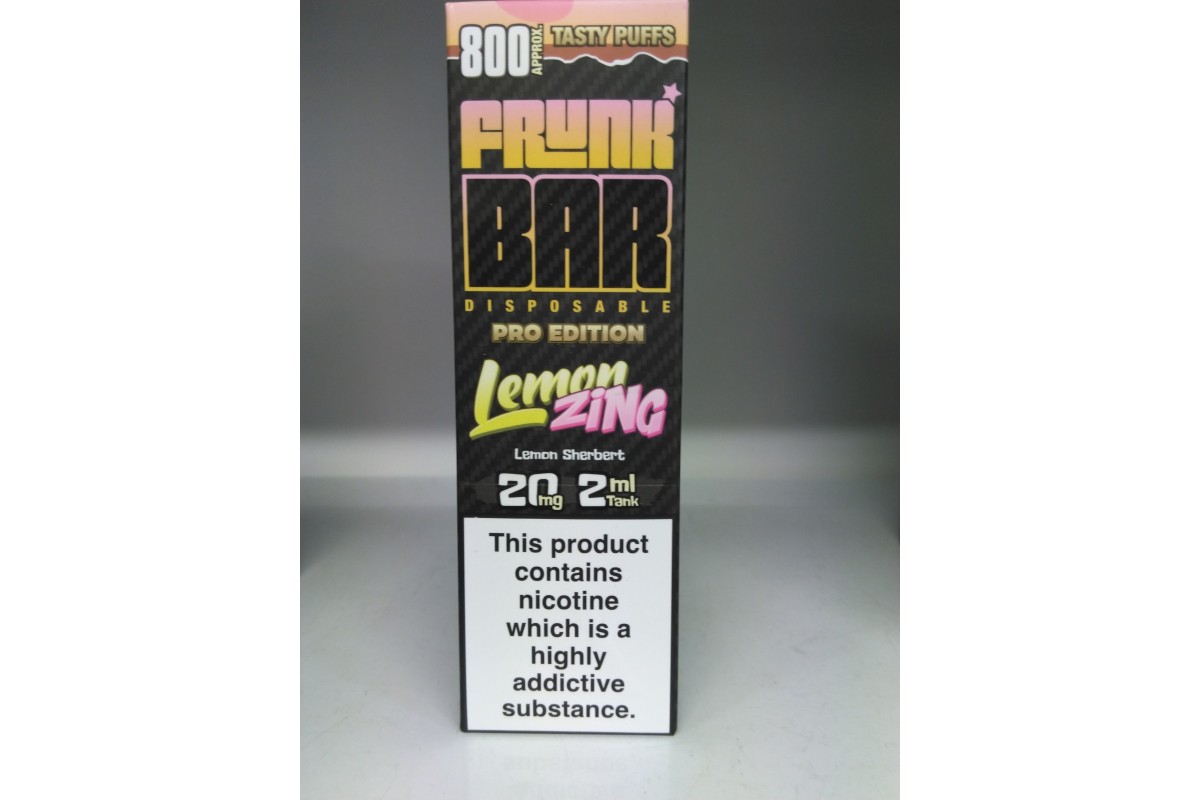 800 APPROX. TASTY PUFFS
FRUNK
BAR
DISPOSABLE
PRO EDITION
Lemon
ZiNG
Lemon Sherbert
20mg 2ml Tank
This product
contains
nicotine
which is a
highly
addictive
substance.